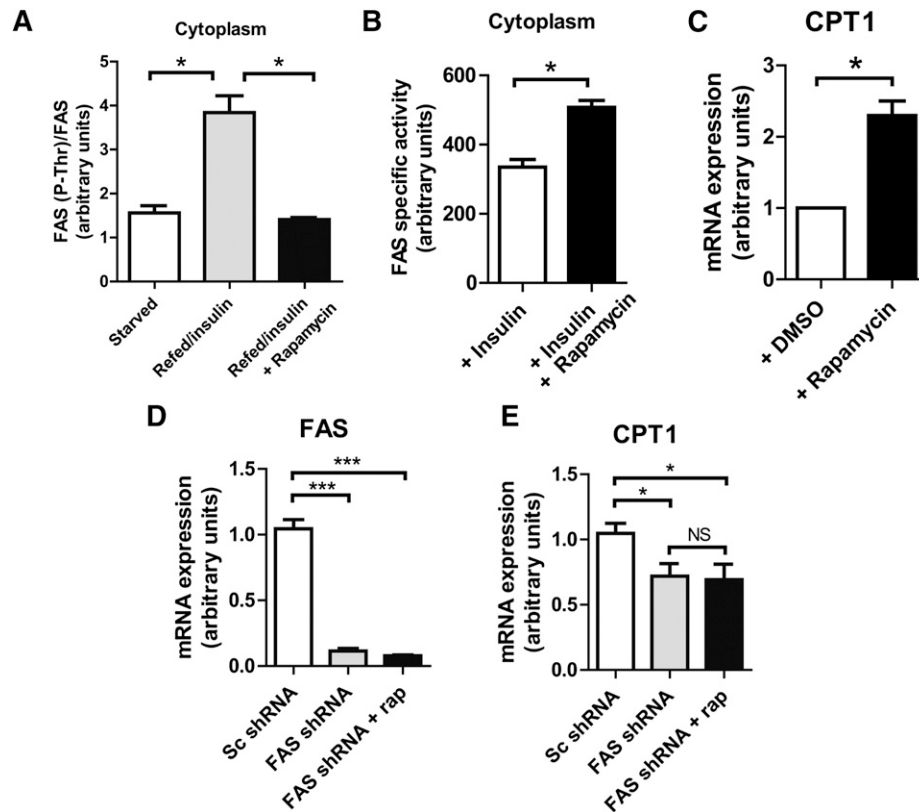 A
Cytoplasm
FAS (P-Thr)/FAS
(arbitrary units)
5
4
3
2
1
0
*
*
Starved
Refed/insulin
Refed/insulin
+ Rapamycin
B
Cytoplasm
FAS specific activity
(arbitrary units)
600
400
200
0
*
+ Insulin
+ Insulin
+ Rapamycin
C
CPT1
mRNA expression
(arbitrary units)
3
2
1
0
*
+ DMSO
+ Rapamycin
D
FAS
mRNA expression
(arbitrary units)
1.5
1.0
0.5
0.0
***
***
Sc shRNA
FAS shRNA
FAS shRNA + rap
E
CPT1
mRNA expression
(arbitrary units)
1.5
1.0
0.5
0.0
*
*
NS
Sc shRNA
FAS shRNA
FAS shRNA + rap